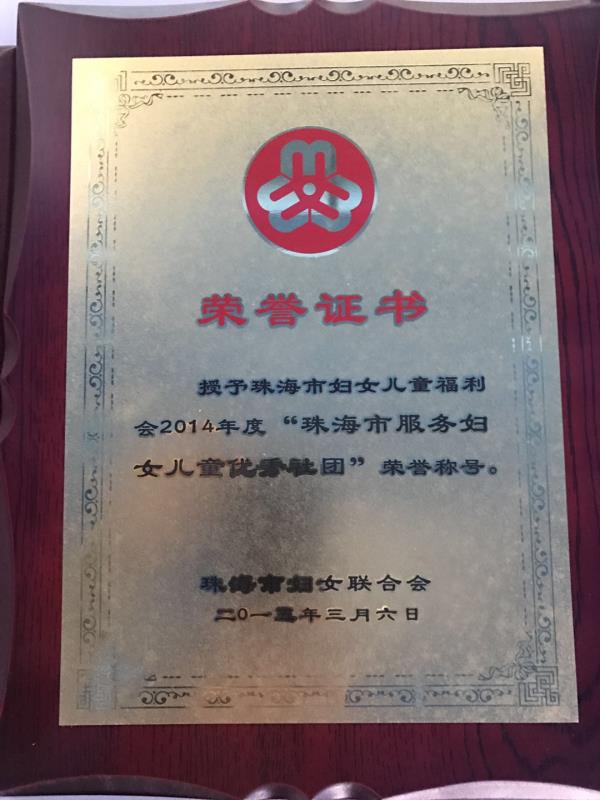 荣誉证书
授予珠海市妇女儿童福利
会2014年度“珠海市服务妇
女儿童优秀社团”荣誉称号。
珠海市妇女联合会
二0一五年三月六日